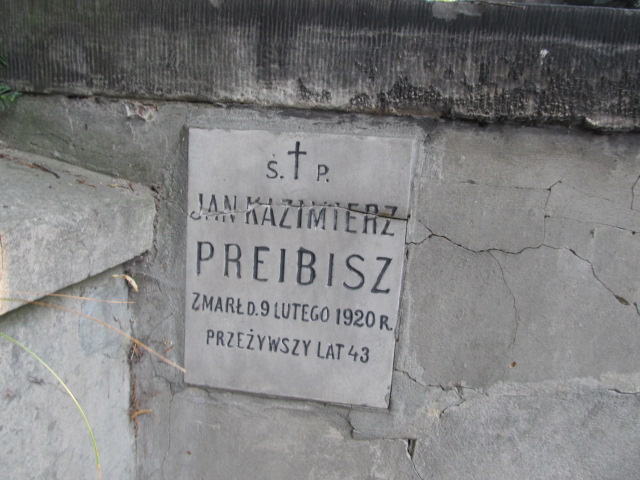 Ś. † P.
JAN KAZIMIERZ
PREIBISZ
ZMARŁ D. 9 LUTEGO 1920 R.
PRZEŻYWSZY LAT 43